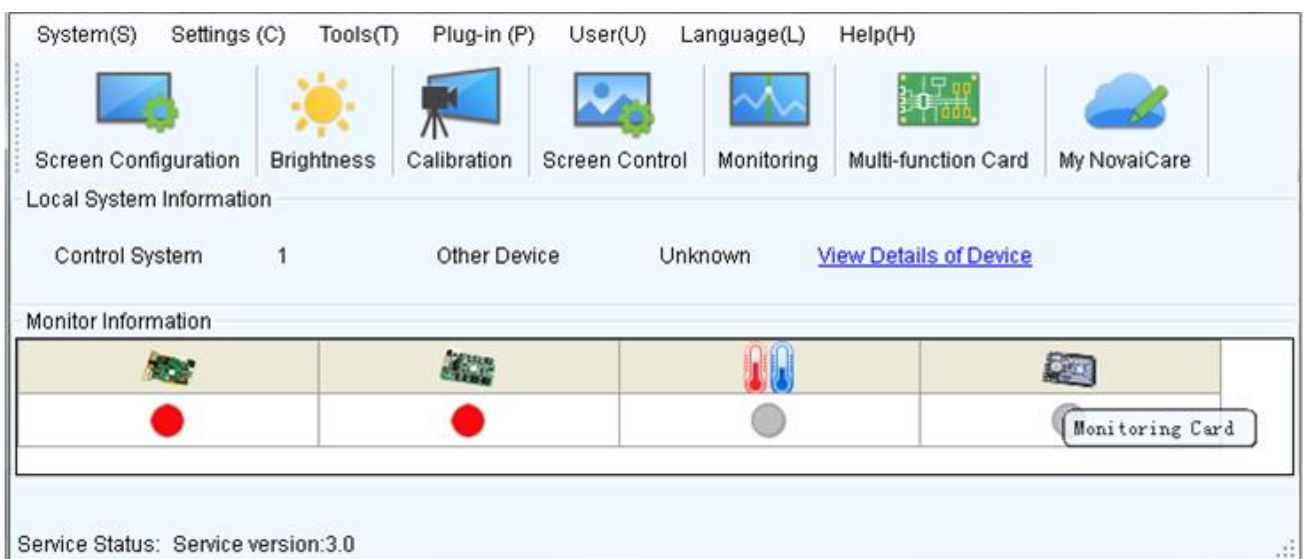 System(S) Settings (C) Tools(T) Plug-in (P) User(U) Language(L) Help(H)
Screen Configuration Brightness Calibration Screen Control Monitoring Multi-function Card My NovaiCare
Local System Information
Control System 1 Other Device Unknown View Details of Device
Monitor Information
Monitoring Card
Service Status: Service version:3.0